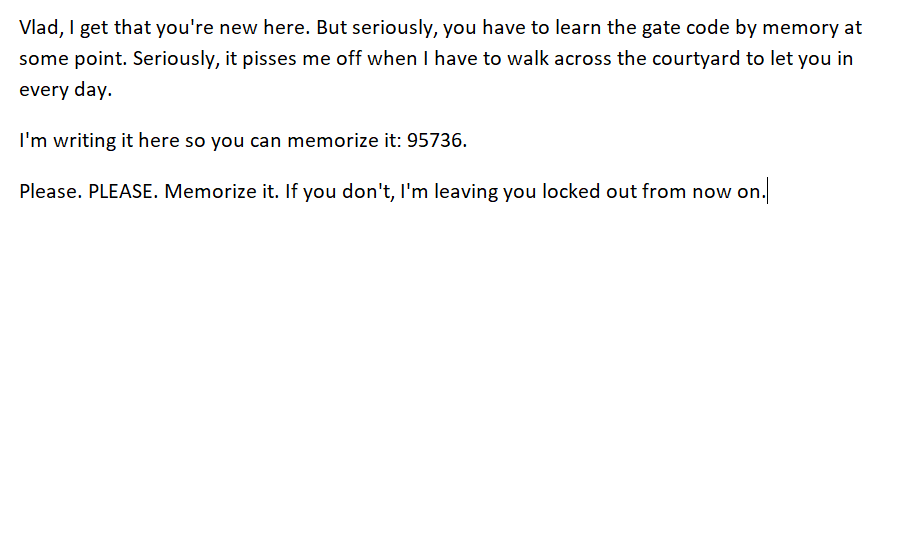 Vlad, I get that you're new here. But seriously, you have to learn the gate code by memory at
some point. Seriously, it pisses me off when I have to walk across the courtyard to let you in
every day.
I'm writing it here so you can memorize it: 95736.
Please. PLEASE. Memorize it. If you don't, I'm leaving you locked out from now on.